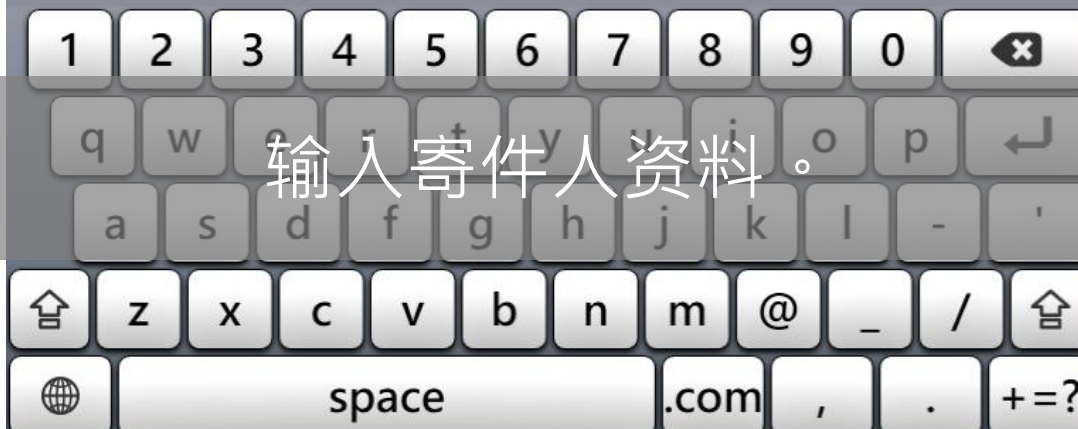 1 2 3 4 5 6 7 8 9 0
q w e r t y u i o p
输入寄件人资料。
a s d f g h j k l - '
z x c v b n m @ _ /
space .com , . +=?